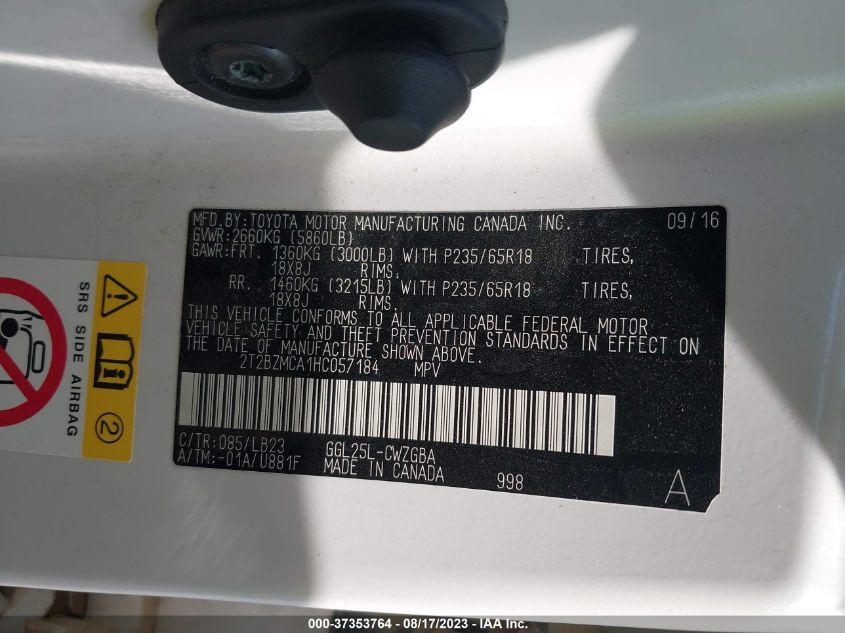 MFD.BY:TOYOTA MOTOR MANUFACTURING CANADA INC. 09/16
GVWR:2660KG (5860LB)
GAWR:FRT. 1360KG (3000LB) WITH P235/65R18 TIRES,
18X8J RIMS.
RR. 1460KG (3215LB) WITH P235/65R18 TIRES,
18X8J RIMS.
THIS VEHICLE CONFORMS TO ALL APPLICABLE FEDERAL MOTOR
VEHICLE SAFETY AND THEFT PREVENTION STANDARDS IN EFFECT ON
THE DATE OF MANUFACTURE SHOWN ABOVE.
2T2BZMCA1HC057184 MPV
C/TR:085/LB23 GGL25L-CWZGBA
A/TM:-01A/U881F MADE IN CANADA 998 A
SRS SIDE AIRBAG
2
000-37353764 - 08/17/2023 - IAA Inc.